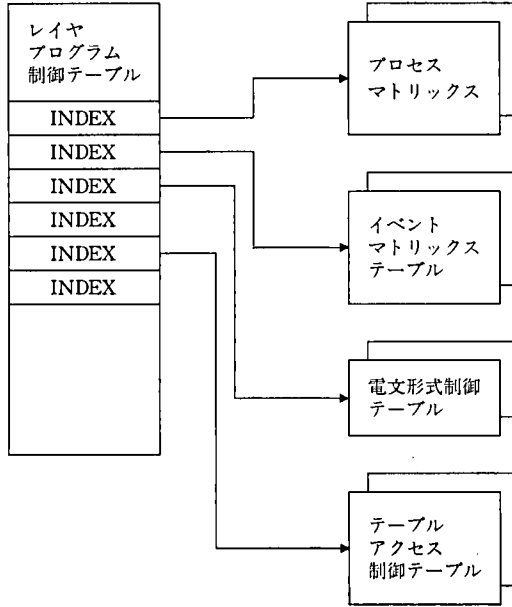 レイヤ
プログラム
制御テーブル
INDEX
INDEX
INDEX
INDEX
INDEX
INDEX
プロセス
マトリックス
イベント
マトリックス
テーブル
電文形式制御
テーブル
テーブル
アクセス
制御テーブル